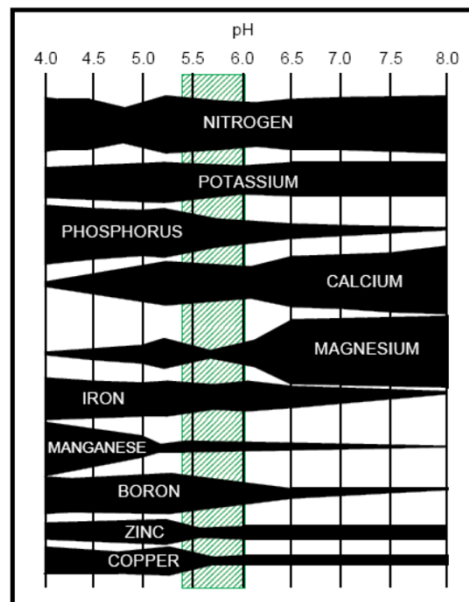 pH
4.0 4.5 5.0 5.5 6.0 6.5 7.0 7.5 8.0
NITROGEN
POTASSIUM
PHOSPHORUS
CALCIUM
MAGNESIUM
IRON
MANGANESE
BORON
ZINC
COPPER